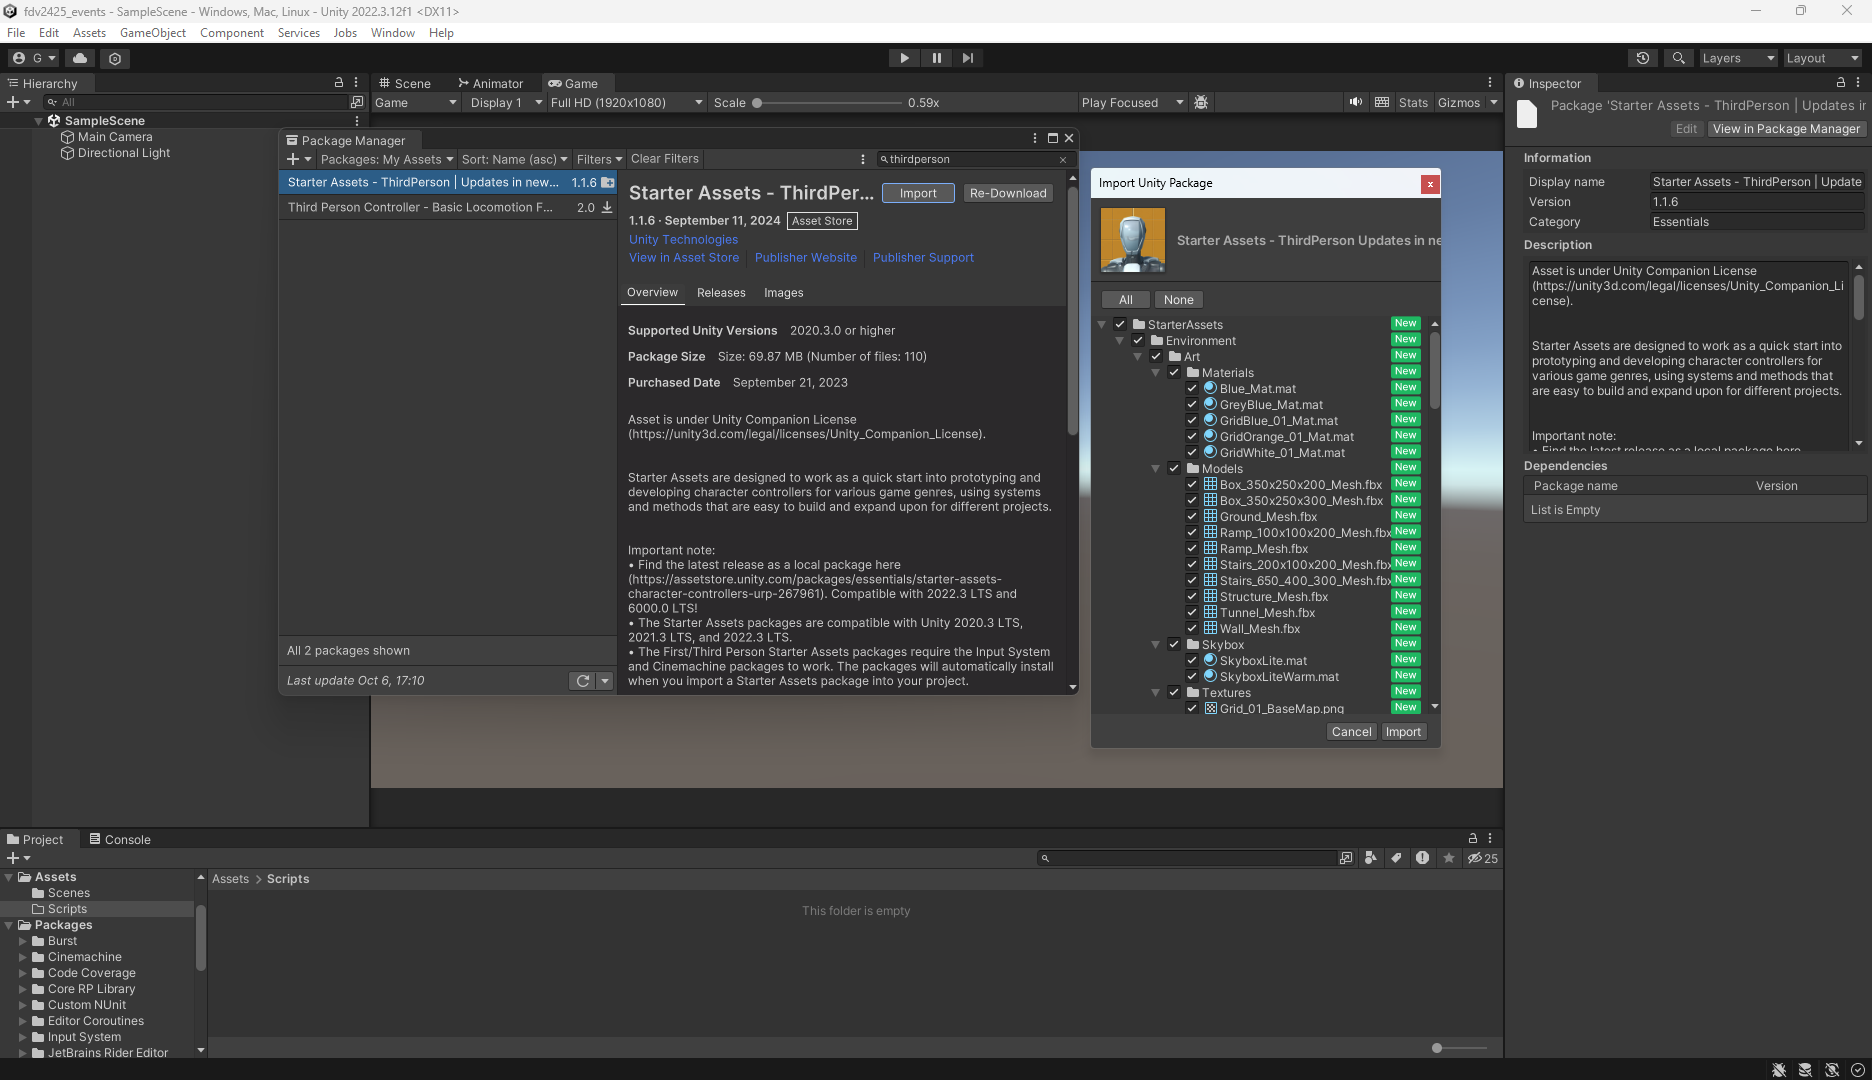 fdv2425_events - SampleScene - Windows, Mac, Linux - Unity 2022.3.12f1 <DX11>
File Edit Assets GameObject Component Services Jobs Window Help
G
Layers Layout
Hierarchy
All
SampleScene
Main Camera
Directional Light
Scene Animator Game
Game Display 1 Full HD (1920x1080) Scale 0.59x Play Focused Stats Gizmos
Package Manager
Packages: My Assets Sort: Name (asc) Filters Clear Filters thirdperson
Starter Assets - ThirdPerson | Updates in new... 1.1.6
Third Person Controller - Basic Locomotion F... 2.0
All 2 packages shown
Last update Oct 6, 17:10
Starter Assets - ThirdPer... Import Re-Download
1.1.6 · September 11, 2024 Asset Store
Unity Technologies
View in Asset Store Publisher Website Publisher Support
Overview Releases Images
Supported Unity Versions 2020.3.0 or higher
Package Size Size: 69.87 MB (Number of files: 110)
Purchased Date September 21, 2023
Asset is under Unity Companion License
(https://unity3d.com/legal/licenses/Unity_Companion_License).
Starter Assets are designed to work as a quick start into prototyping and
developing character controllers for various game genres, using systems
and methods that are easy to build and expand upon for different projects.
Important note:
• Find the latest release as a local package here
(https://assetstore.unity.com/packages/essentials/starter-assets-
character-controllers-urp-267961). Compatible with 2022.3 LTS and
6000.0 LTS!
• The Starter Assets packages are compatible with Unity 2020.3 LTS,
2021.3 LTS, and 2022.3 LTS.
• The First/Third Person Starter Assets packages require the Input System
and Cinemachine packages to work. The packages will automatically install
when you import a Starter Assets package into your project.
Import Unity Package x
Starter Assets - ThirdPerson Updates in ne
All None
StarterAssets New
Environment New
Art New
Materials New
Blue_Mat.mat New
GreyBlue_Mat.mat New
GridBlue_01_Mat.mat New
GridOrange_01_Mat.mat New
GridWhite_01_Mat.mat New
Models New
Box_350x250x200_Mesh.fbx New
Box_350x250x300_Mesh.fbx New
Ground_Mesh.fbx New
Ramp_100x100x200_Mesh.fbx New
Ramp_Mesh.fbx New
Stairs_200x100x200_Mesh.fbx New
Stairs_650_400_300_Mesh.fbx New
Structure_Mesh.fbx New
Tunnel_Mesh.fbx New
Wall_Mesh.fbx New
Skybox New
SkyboxLite.mat New
SkyboxLiteWarm.mat New
Textures New
Grid_01_BaseMap.png New
Cancel Import
Inspector
Package 'Starter Assets - ThirdPerson | Updates ir
Edit View in Package Manager
Information
Display name Starter Assets - ThirdPerson | Update
Version 1.1.6
Category Essentials
Description
Asset is under Unity Companion License
(https://unity3d.com/legal/licenses/Unity_Companion_Li
cense).
Starter Assets are designed to work as a quick start into
prototyping and developing character controllers for
various game genres, using systems and methods that
are easy to build and expand upon for different projects.
Important note:
• Find the latest release as a local package here
Dependencies
Package name Version
List is Empty
Project Console
25
Assets
Scenes
Scripts
Packages
Burst
Cinemachine
Code Coverage
Core RP Library
Custom NUnit
Editor Coroutines
Input System
JetBrains Rider Editor
Assets > Scripts
This folder is empty